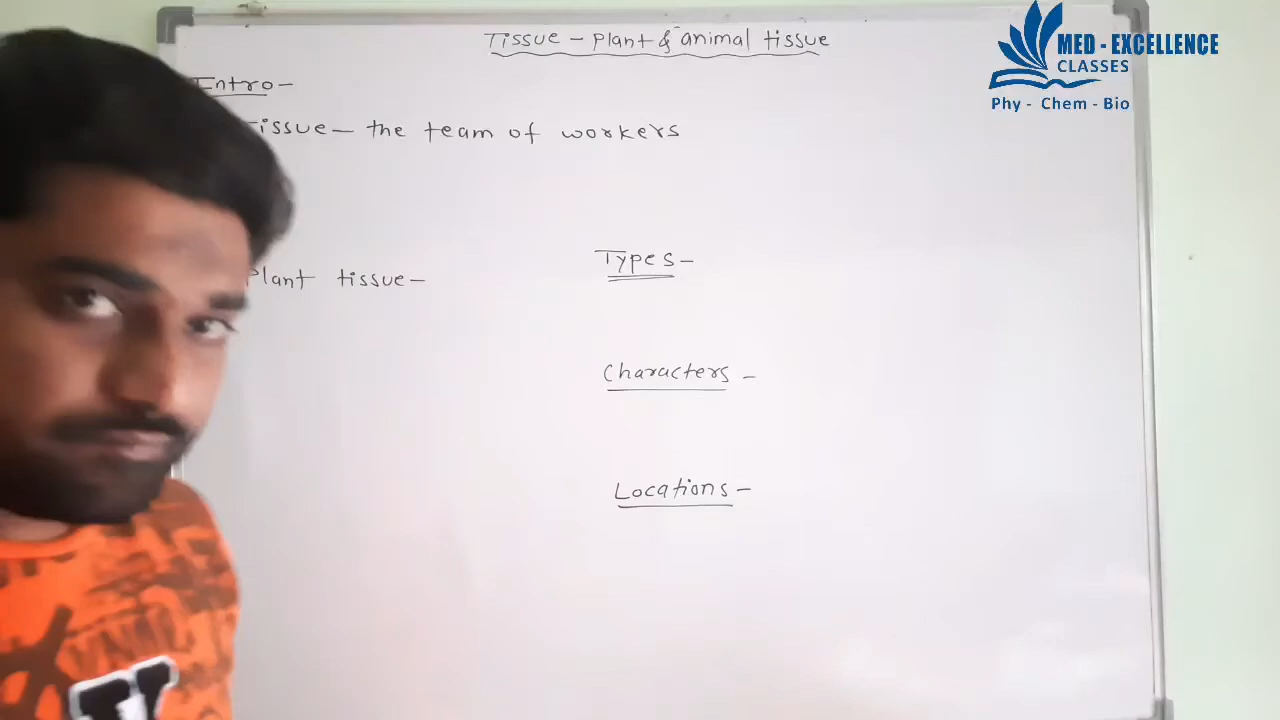 Tissue - Plant & animal tissue
MED - EXCELLENCE
CLASSES
Phy - Chem - Bio
Intro -
Tissue - the team of workers
Types -
Plant tissue -
Characters -
Locations -